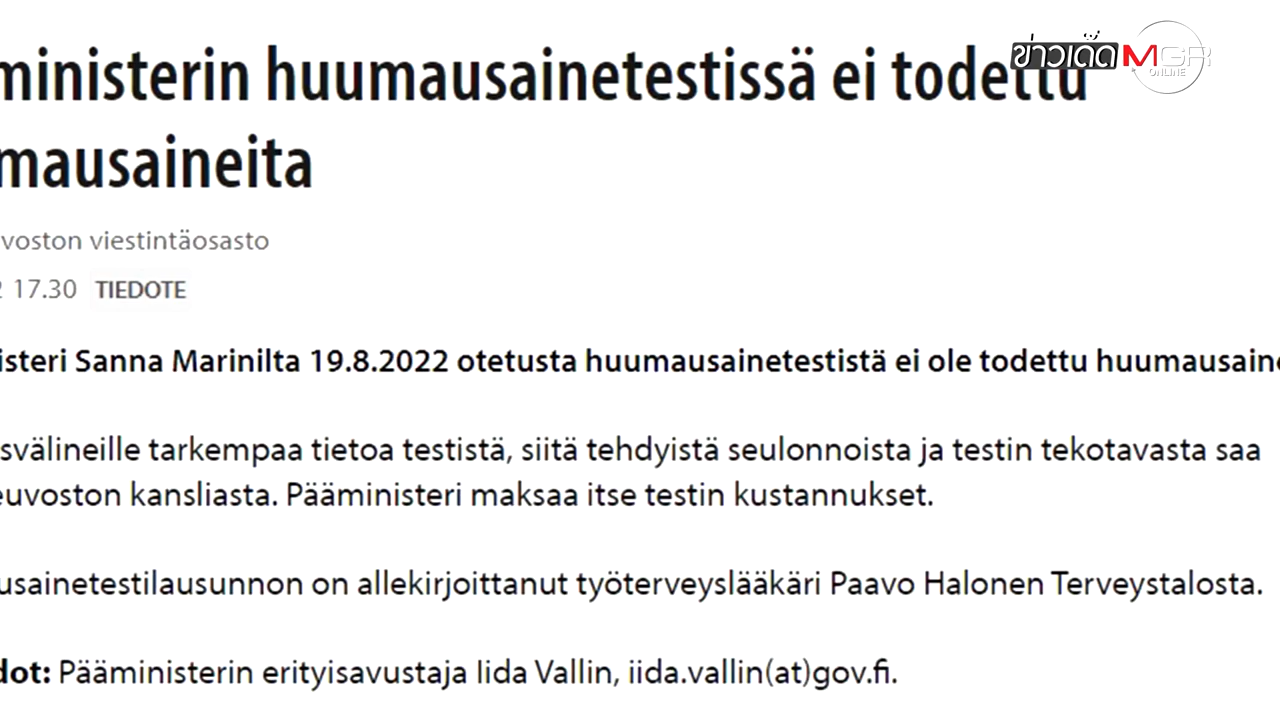 ข่าวเด็ด MGR
ONLINE
ministerin huumausainetestissä ei todettu
mausaineita
voston viestintäosasto
2 17.30 TIEDOTE
isteri Sanna Marinilta 19.8.2022 otetusta huumausainetestistä ei ole todettu huumausaine
svälineille tarkempaa tietoa testistä, siitä tehdyistä seulonnoista ja testin tekotavasta saa
euvoston kansliasta. Pääministeri maksaa itse testin kustannukset.
usainetestilausunnon on allekirjoittanut työterveyslääkäri Paavo Halonen Terveystalosta.
dot: Pääministerin erityisavustaja Iida Vallin, iida.vallin(at)gov.fi.